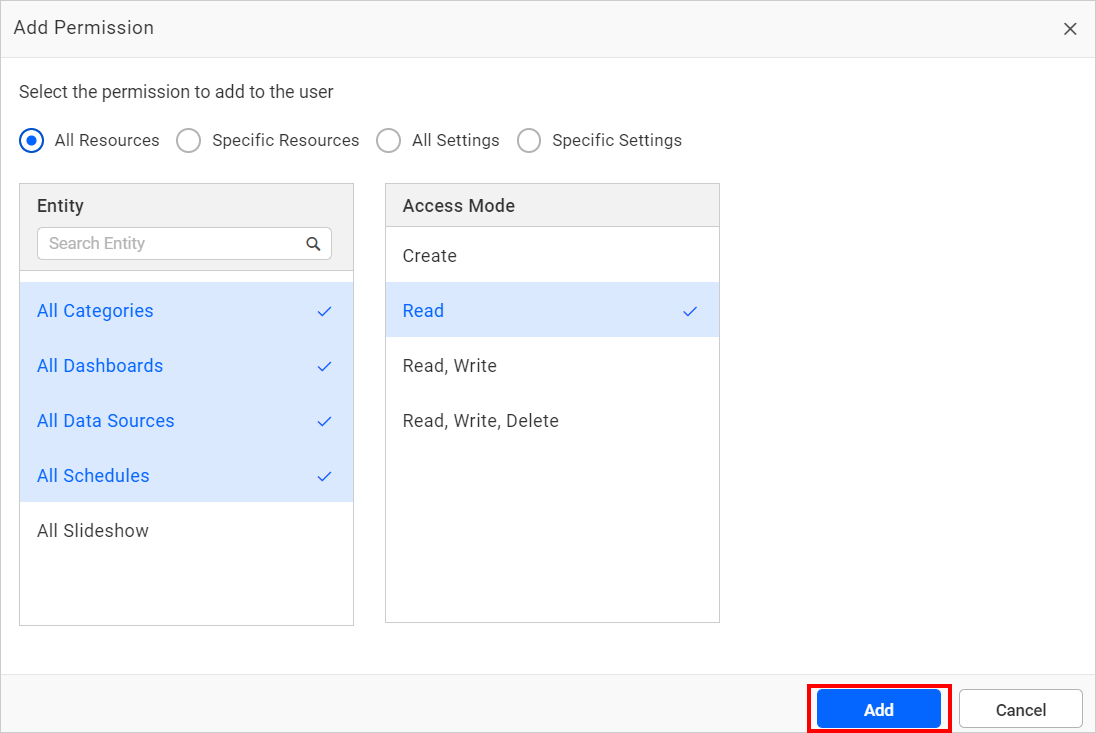 Add Permission
Select the permission to add to the user
All Resources Specific Resources All Settings Specific Settings
Entity
Search Entity
All Categories
All Dashboards
All Data Sources
All Schedules
All Slideshow
Access Mode
Create
Read
Read, Write
Read, Write, Delete
Add Cancel